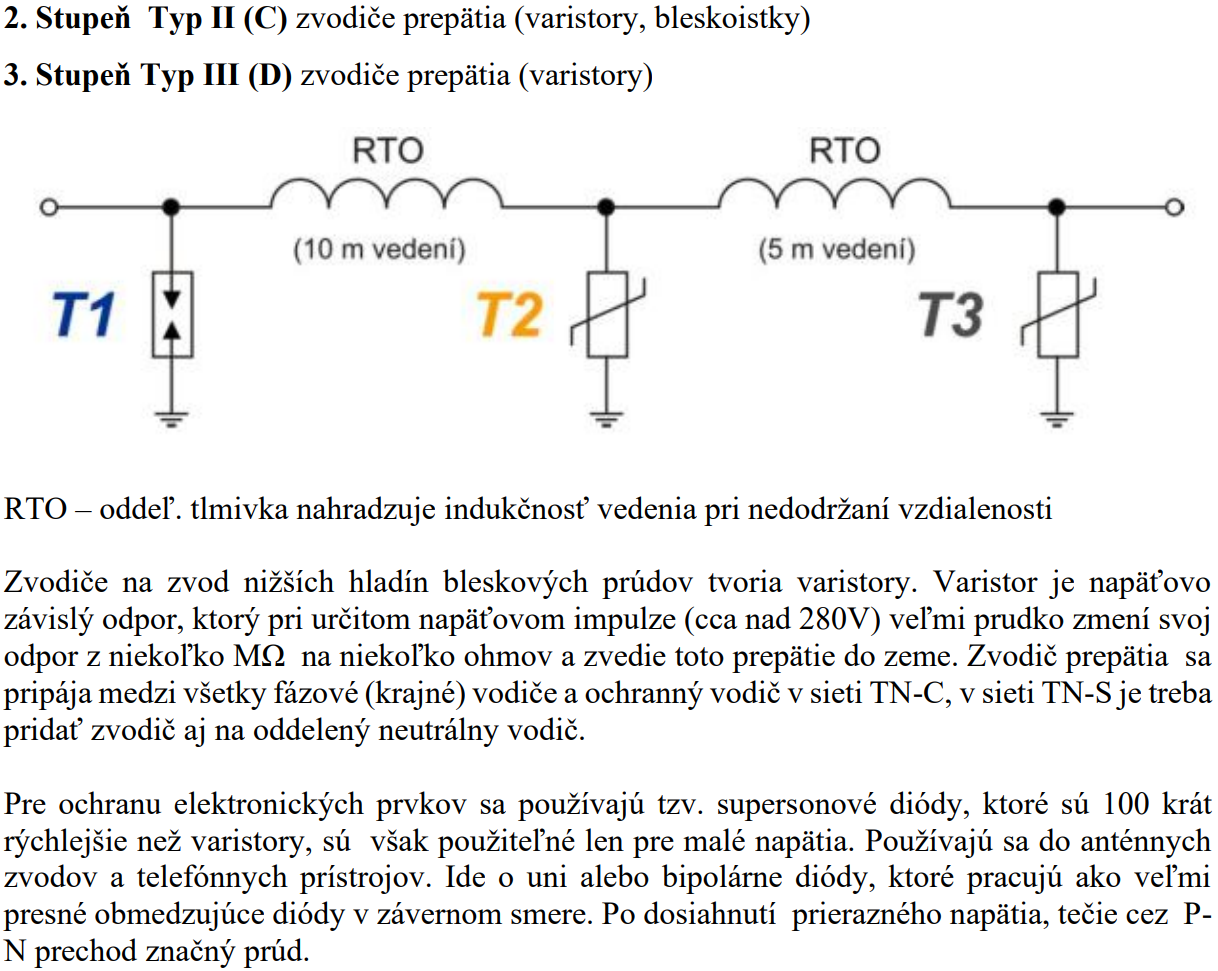 2. Stupeň Typ II (C) zvodiče prepätia (varistory, bleskoistky)
3. Stupeň Typ III (D) zvodiče prepätia (varistory)
RTO
RTO
(10 m vedení)
(5 m vedení)
T1
T2
T3
RTO – oddeľ. tlmivka nahradzuje indukčnosť vedenia pri nedodržaní vzdialenosti
Zvodiče na zvod nižších hladín bleskových prúdov tvoria varistory. Varistor je napäťovo
závislý odpor, ktorý pri určitom napäťovom impulze (cca nad 280V) veľmi prudko zmení svoj
odpor z niekoľko MΩ na niekoľko ohmov a zvedie toto prepätie do zeme. Zvodič prepätia sa
pripája medzi všetky fázové (krajné) vodiče a ochranný vodič v sieti TN-C, v sieti TN-S je treba
pridať zvodič aj na oddelený neutrálny vodič.
Pre ochranu elektronických prvkov sa používajú tzv. supersonové diódy, ktoré sú 100 krát
rýchlejšie než varistory, sú však použiteľné len pre malé napätia. Používajú sa do anténnych
zvodov a telefónnych prístrojov. Ide o uni alebo bipolárne diódy, ktoré pracujú ako veľmi
presné obmedzujúce diódy v závernom smere. Po dosiahnutí prierazného napätia, tečie cez P-
N prechod značný prúd.